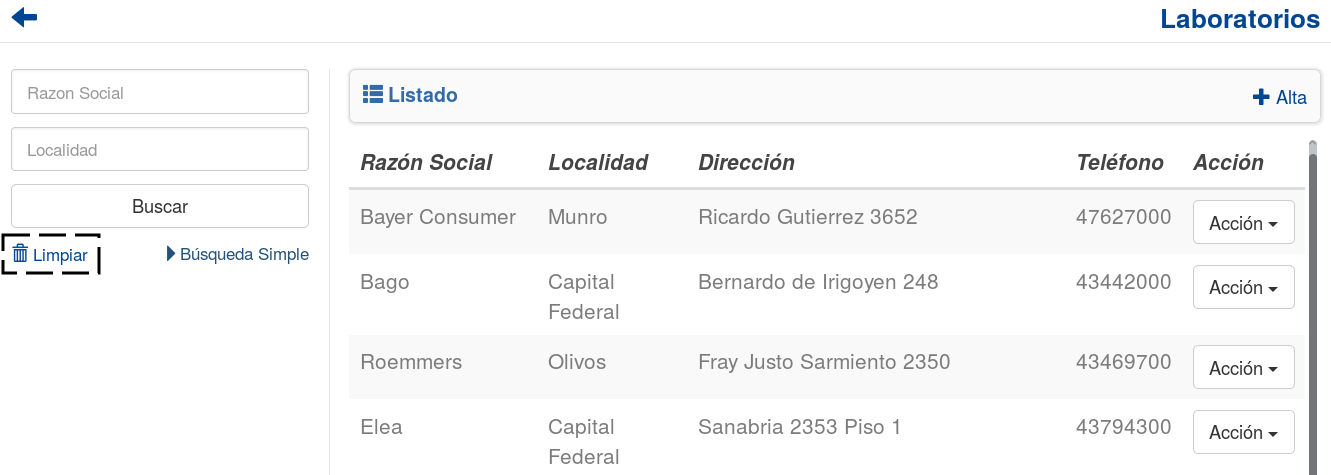 Laboratorios
Razon Social
Localidad
Buscar
Limpiar
Búsqueda Simple
Listado
Alta
Razón Social Localidad Dirección Teléfono Acción
Bayer Consumer Munro Ricardo Gutierrez 3652 47627000 Acción
Bago Capital Federal Bernardo de Irigoyen 248 43442000 Acción
Roemmers Olivos Fray Justo Sarmiento 2350 43469700 Acción
Elea Capital Federal Sanabria 2353 Piso 1 43794300 Acción